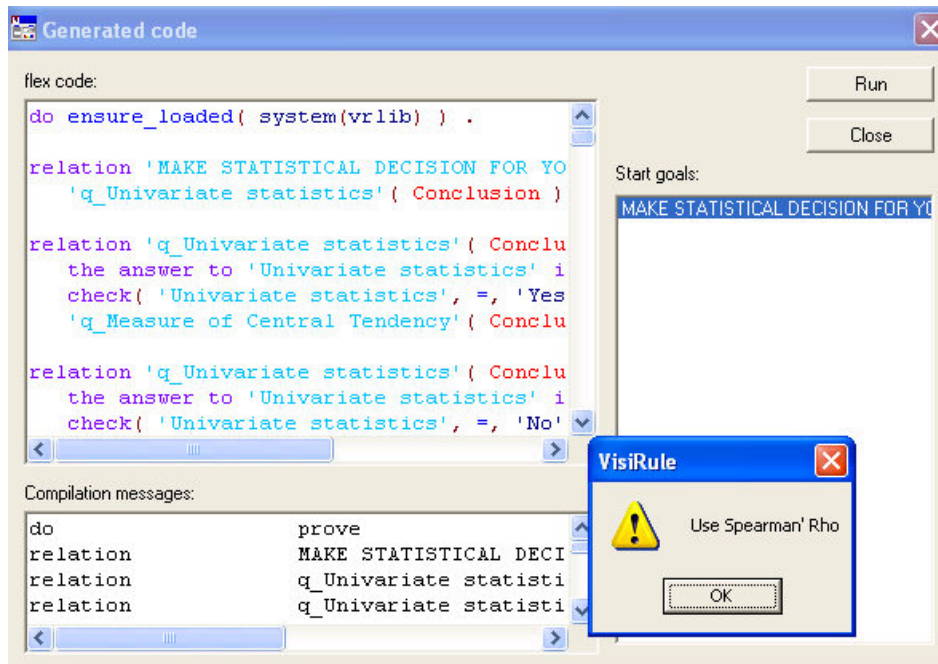 Generated code
flex code:
Run
do ensure_loaded( system(vrlib) ) .
Close
relation 'MAKE STATISTICAL DECISION FOR YO
'q_Univariate statistics'( Conclusion )
Start goals:
MAKE STATISTICAL DECISION FOR YO
relation 'q_Univariate statistics'( Conclu
the answer to 'Univariate statistics' i
check( 'Univariate statistics', =, 'Yes
'q_Measure of Central Tendency'( Conclu
relation 'q_Univariate statistics'( Conclu
the answer to 'Univariate statistics' i
check( 'Univariate statistics', =, 'No'
VisiRule
Use Spearman' Rho
OK
Compilation messages:
do prove
relation MAKE STATISTICAL DECI
relation q_Univariate statisti
relation q_Univariate statisti